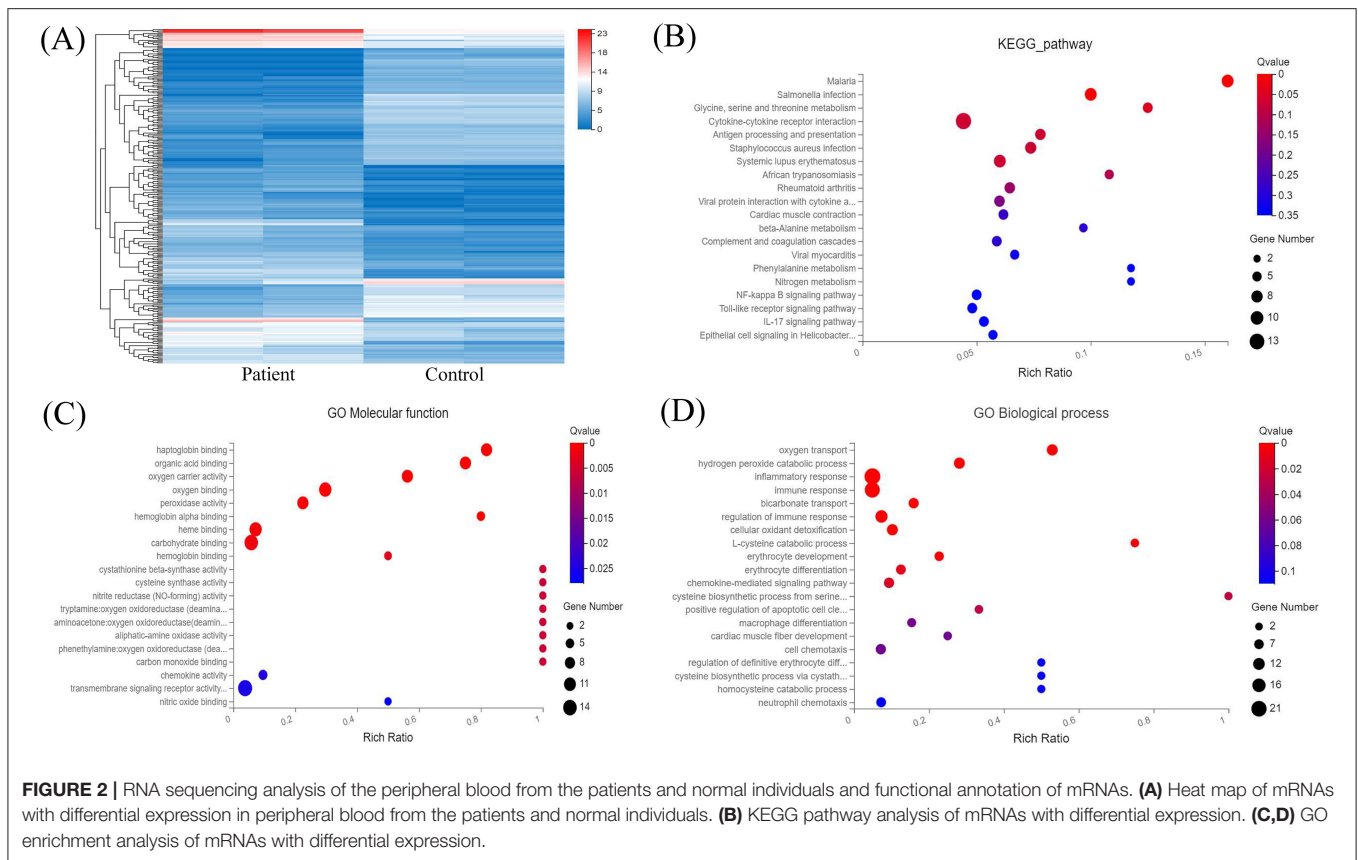 (A)
23
18
14
9
5
0
Patient Control
(B)
KEGG_pathway
Malaria
Salmonella infection
Glycine, serine and threonine metabolism
Cytokine-cytokine receptor interaction
Antigen processing and presentation
Staphylococcus aureus infection
Systemic lupus erythematosus
African trypanosomiasis
Rheumatoid arthritis
Viral protein interaction with cytokine a...
Cardiac muscle contraction
beta-Alanine metabolism
Complement and coagulation cascades
Viral myocarditis
Phenylalanine metabolism
Nitrogen metabolism
NF-kappa B signaling pathway
Toll-like receptor signaling pathway
IL-17 signaling pathway
Epithelial cell signaling in Helicobacter...
0 0.05 0.1 0.15
Rich Ratio
Qvalue
0
0.05
0.1
0.15
0.2
0.25
0.3
0.35
Gene Number
2
5
8
10
13
(C)
GO Molecular function
haptoglobin binding
organic acid binding
oxygen carrier activity
oxygen binding
peroxidase activity
hemoglobin alpha binding
heme binding
carbohydrate binding
hemoglobin binding
cystathionine beta-synthase activity
cysteine synthase activity
nitrite reductase (NO-forming) activity
tryptamine:oxygen oxidoreductase (deamina...
aminoacetone:oxygen oxidoreductase(deamin...
aliphatic-amine oxidase activity
phenethylamine:oxygen oxidoreductase (dea...
carbon monoxide binding
chemokine activity
transmembrane signaling receptor activity...
nitric oxide binding
0 0.2 0.4 0.6 0.8 1
Rich Ratio
Qvalue
0
0.005
0.01
0.015
0.02
0.025
Gene Number
2
5
8
11
14
(D)
GO Biological process
oxygen transport
hydrogen peroxide catabolic process
inflammatory response
immune response
bicarbonate transport
regulation of immune response
cellular oxidant detoxification
L-cysteine catabolic process
erythrocyte development
erythrocyte differentiation
chemokine-mediated signaling pathway
cysteine biosynthetic process from serine...
positive regulation of apoptotic cell cle...
macrophage differentiation
cardiac muscle fiber development
cell chemotaxis
regulation of definitive erythrocyte diff...
cysteine biosynthetic process via cystath...
homocysteine catabolic process
neutrophil chemotaxis
0 0.2 0.4 0.6 0.8 1
Rich Ratio
Qvalue
0
0.02
0.04
0.06
0.08
0.1
Gene Number
2
7
12
16
21
FIGURE 2 | RNA sequencing analysis of the peripheral blood from the patients and normal individuals and functional annotation of mRNAs. (A) Heat map of mRNAs
with differential expression in peripheral blood from the patients and normal individuals. (B) KEGG pathway analysis of mRNAs with differential expression. (C,D) GO
enrichment analysis of mRNAs with differential expression.